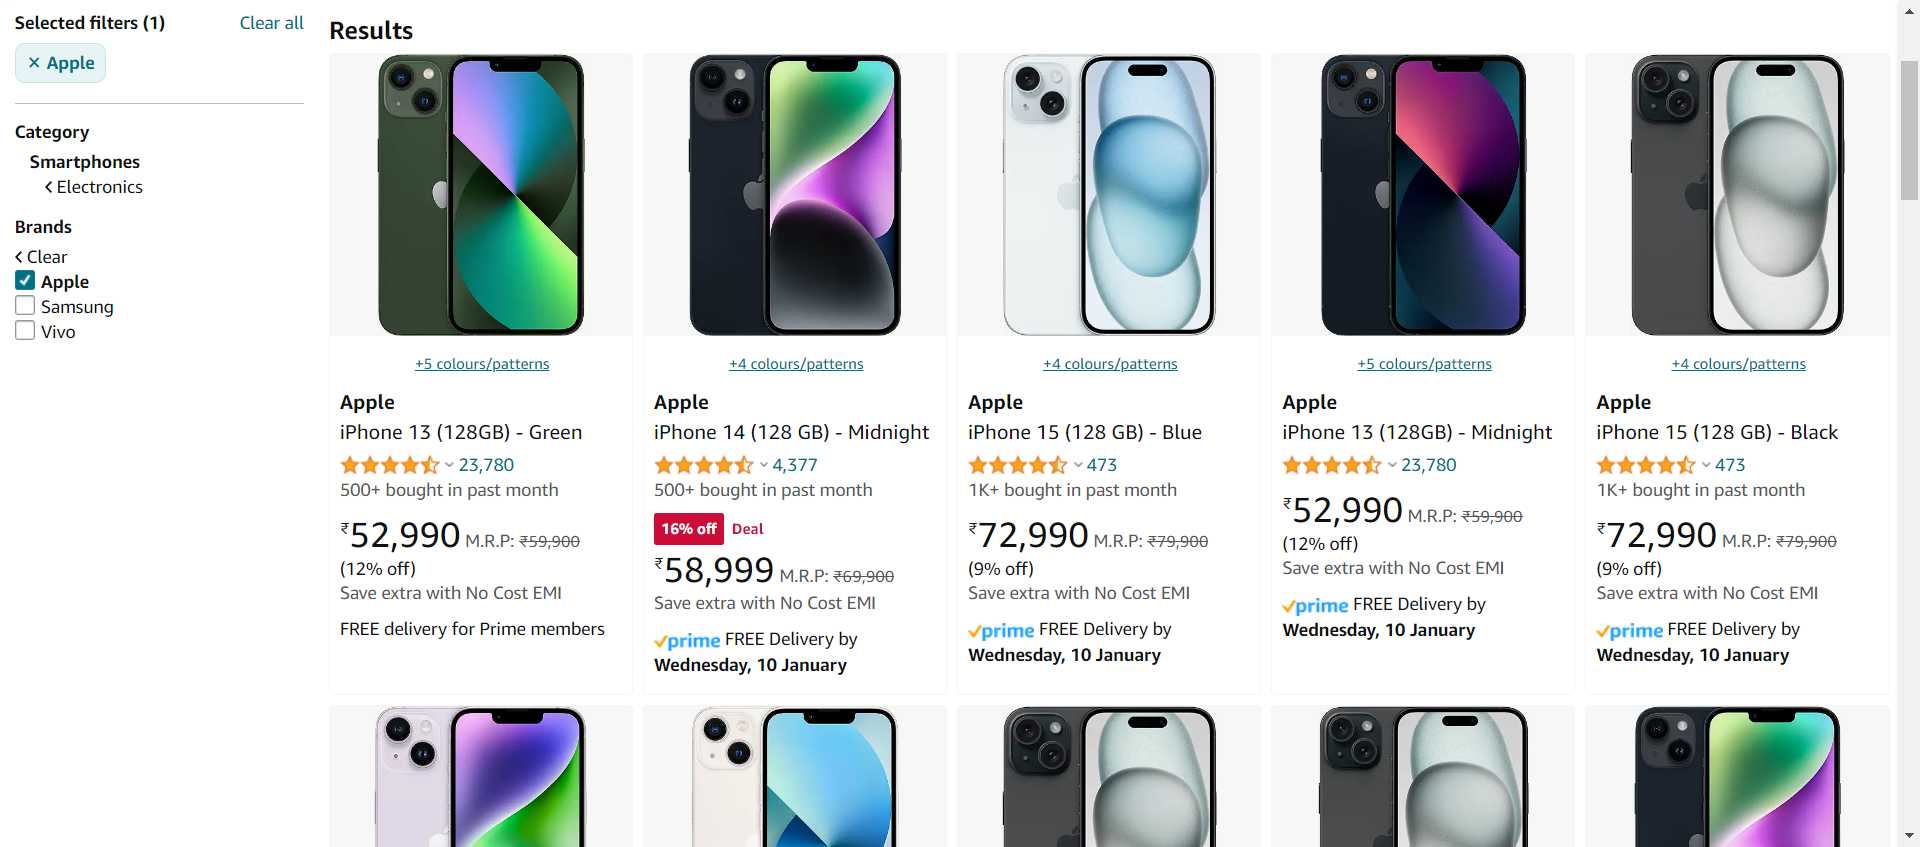 Selected filters (1)
Clear all
Apple
Category
Smartphones
Electronics
Brands
Clear
Apple
Samsung
Vivo
Results
+5 colours/patterns
Apple
iPhone 13 (128GB) - Green
23,780
500+ bought in past month
₹52,990 M.R.P: ₹59,900
(12% off)
Save extra with No Cost EMI
FREE delivery for Prime members
+4 colours/patterns
Apple
iPhone 14 (128 GB) - Midnight
4,377
500+ bought in past month
16% off Deal
₹58,999 M.R.P: ₹69,900
Save extra with No Cost EMI
prime FREE Delivery by
Wednesday, 10 January
+4 colours/patterns
Apple
iPhone 15 (128 GB) - Blue
473
1K+ bought in past month
₹72,990 M.R.P: ₹79,900
(9% off)
Save extra with No Cost EMI
prime FREE Delivery by
Wednesday, 10 January
+5 colours/patterns
Apple
iPhone 13 (128GB) - Midnight
23,780
₹52,990 M.R.P: ₹59,900
(12% off)
Save extra with No Cost EMI
prime FREE Delivery by
Wednesday, 10 January
+4 colours/patterns
Apple
iPhone 15 (128 GB) - Black
473
1K+ bought in past month
₹72,990 M.R.P: ₹79,900
(9% off)
Save extra with No Cost EMI
prime FREE Delivery by
Wednesday, 10 January